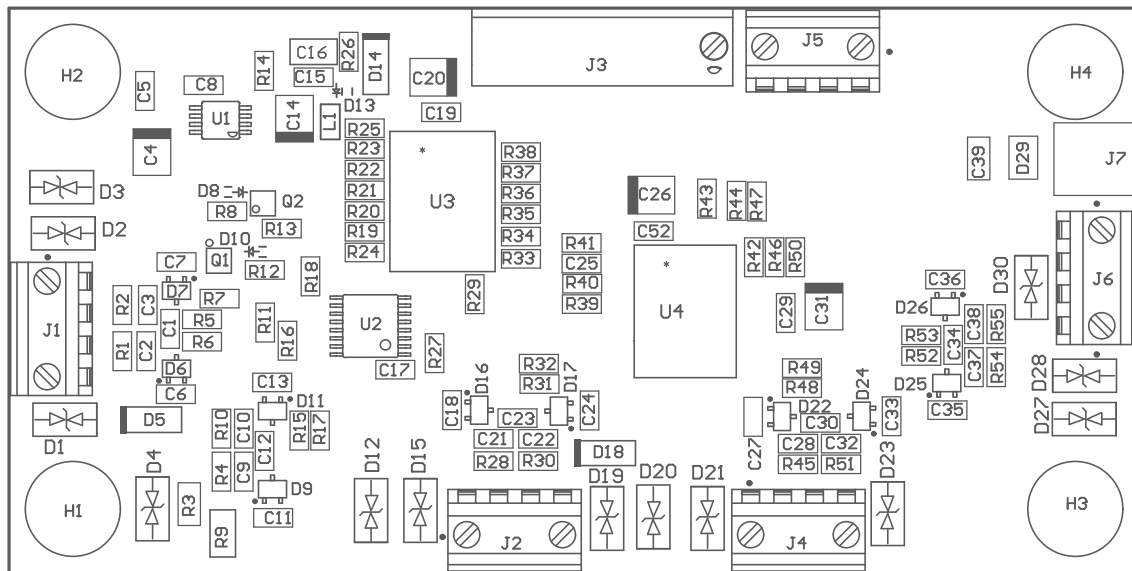 H2
C5
C8
U1
C4
R14
C16
C15
R26
D14
C14
L1
D13
C20
C19
J3
J5
H4
J7
C39
D29
D3
D2
D8
R8
Q2
R13
D10
Q1
R12
R25
R23
R22
R21
R20
R19
R24
*
U3
R38
R37
R36
R35
R34
R33
C26
C52
R43
R44
R47
R41
C25
R40
R39
*
U4
R42
R46
R50
C29
C31
D30
J6
C36
D26
R53
R52
C34
C38
R55
C37
R54
D25
C35
D28
D27
J1
C7
D7
R7
R2
C3
C1
R5
R6
R1
C2
D6
C6
D5
D1
R18
R11
R16
U2
C17
R27
R29
C13
D11
R10
C10
R15
R17
C12
R4
C9
D9
C11
D4
R3
R9
H1
D12
D15
D16
C18
R32
R31
D17
C24
C23
C21
C22
R28
R30
D18
D19
D20
D21
J2
R49
R48
D22
D24
C30
C33
C27
C28
C32
R45
R51
D23
J4
H3